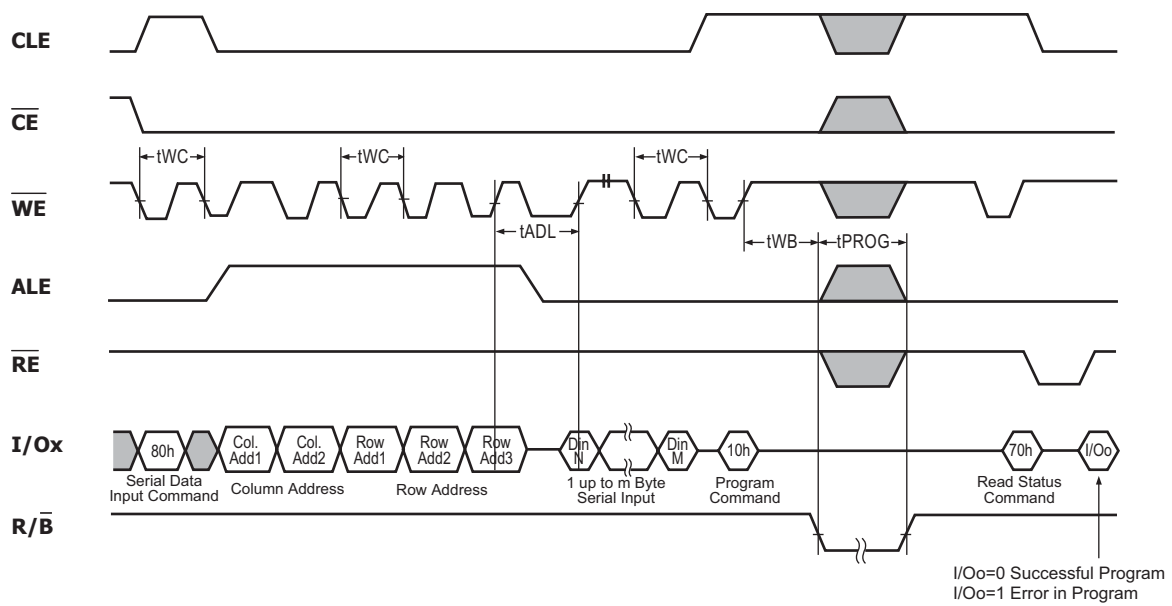 CLE
CE
tWC
tWC
tWC
WE
tADL
tWB
tPROG
ALE
RE
I/Ox
80h
Col.
Add1
Col.
Add2
Row
Add1
Row
Add2
Row
Add3
Din
N
Din
M
10h
70h
I/Oo
Serial Data
Input Command
Column Address
Row Address
1 up to m Byte
Serial Input
Program
Command
Read Status
Command
R/B
I/Oo=0 Successful Program
I/Oo=1 Error in Program